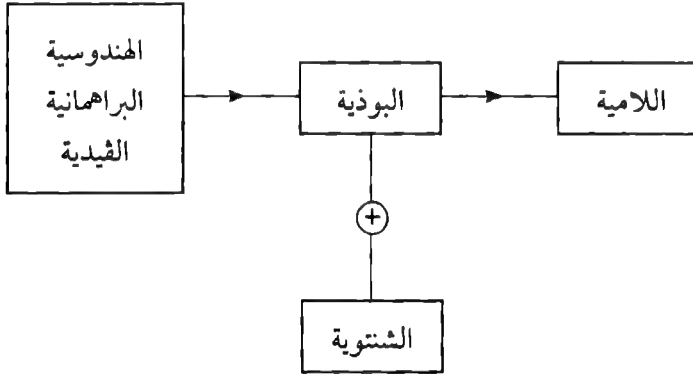 الهندوسية
البراهمانية
الڤيدية
البوذية
اللامية
+
الشنتوية